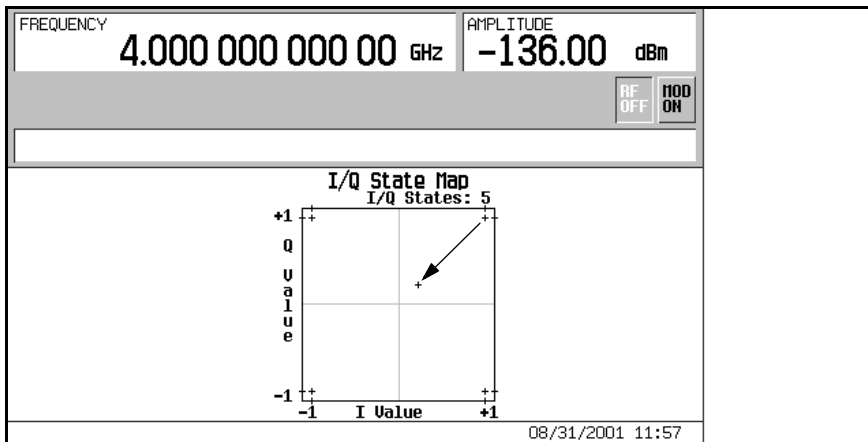 FREQUENCY
4.000 000 000 00 GHz
AMPLITUDE
-136.00 dBm
RF OFF
MOD ON
I/Q State Map
I/Q States: 5
+1
Q Value
-1
-1 I Value +1
08/31/2001 11:57